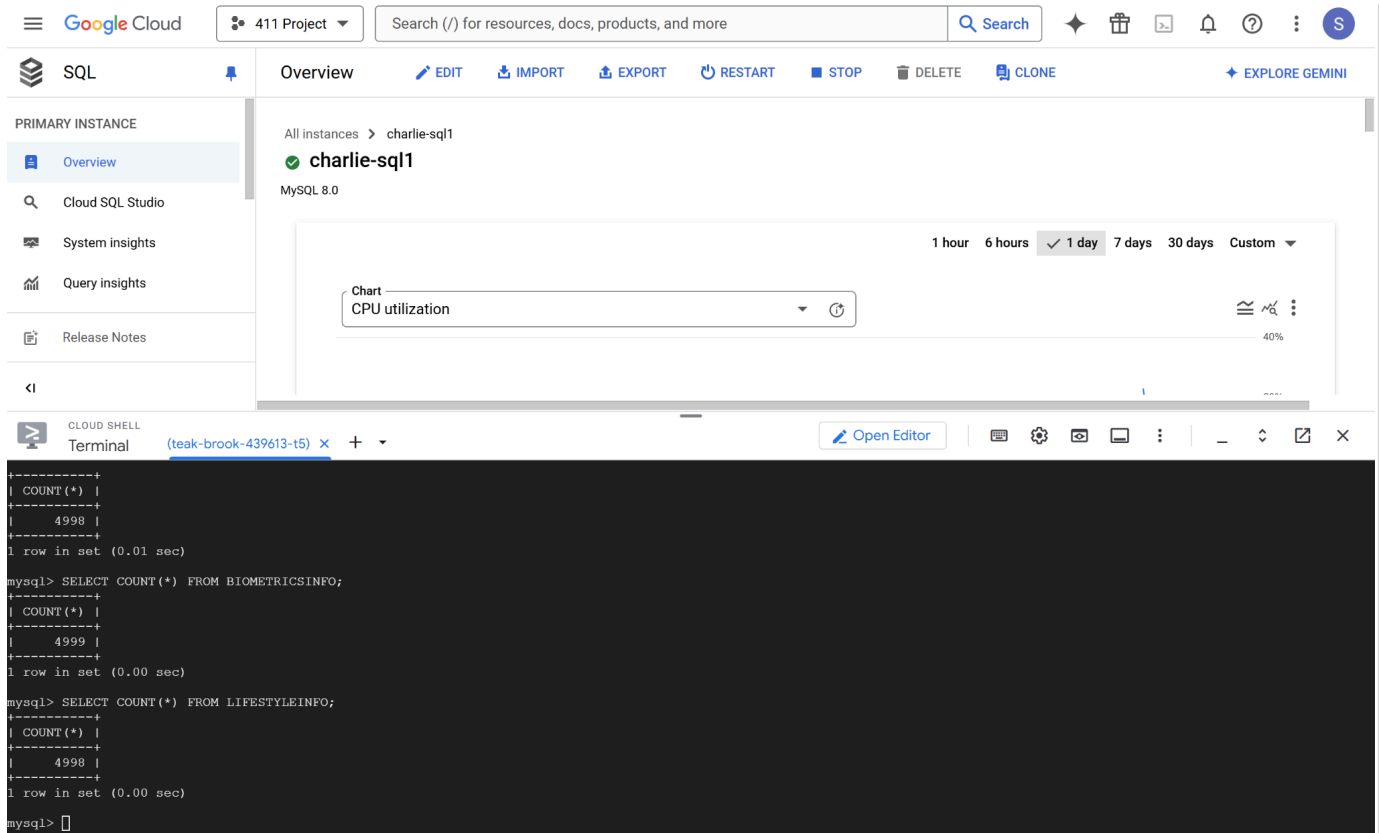 Google Cloud
411 Project
Search (/) for resources, docs, products, and more
Search
S
SQL
Overview
EDIT
IMPORT
EXPORT
RESTART
STOP
DELETE
CLONE
EXPLORE GEMINI
PRIMARY INSTANCE
Overview
Cloud SQL Studio
System insights
Query insights
Release Notes
All instances > charlie-sql1
charlie-sql1
MySQL 8.0
1 hour 6 hours 1 day 7 days 30 days Custom
Chart
CPU utilization
40%
CLOUD SHELL
Terminal
(teak-brook-439613-t5)
Open Editor
+----------+
| COUNT(*) |
+----------+
|     4998 |
+----------+
1 row in set (0.01 sec)
mysql> SELECT COUNT(*) FROM BIOMETRICSINFO;
+----------+
| COUNT(*) |
+----------+
|     4999 |
+----------+
1 row in set (0.00 sec)
mysql> SELECT COUNT(*) FROM LIFESTYLEINFO;
+----------+
| COUNT(*) |
+----------+
|     4998 |
+----------+
1 row in set (0.00 sec)
mysql>